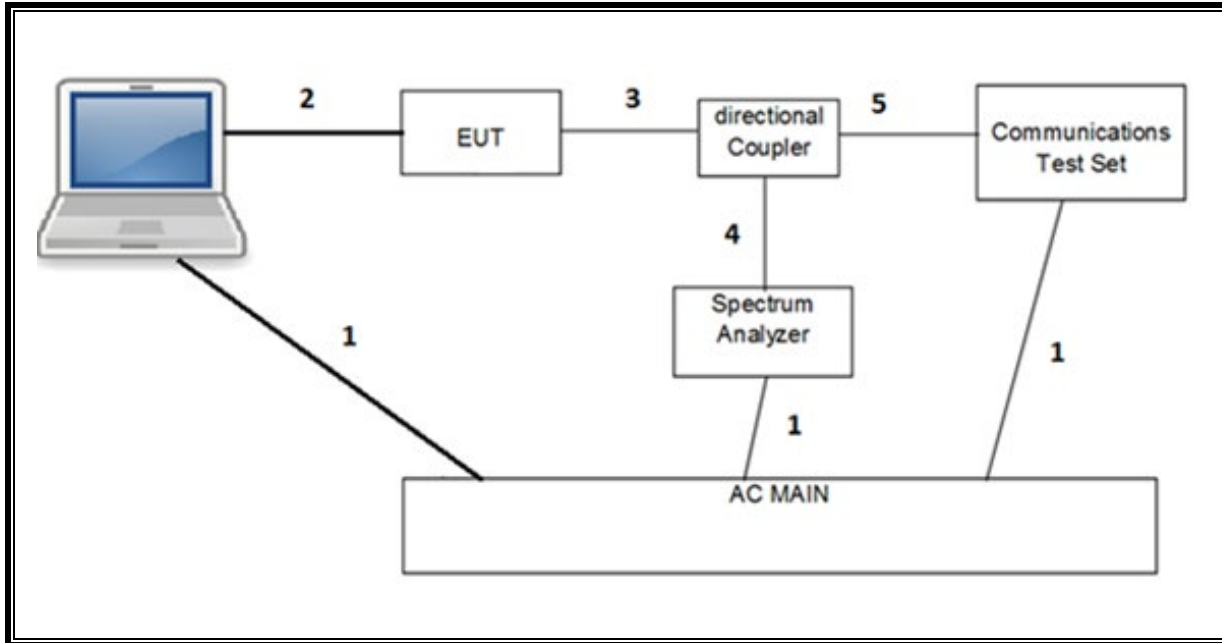 2
EUT
3
directional
Coupler
5
Communications
Test Set
4
Spectrum
Analyzer
1
1
1
AC MAIN